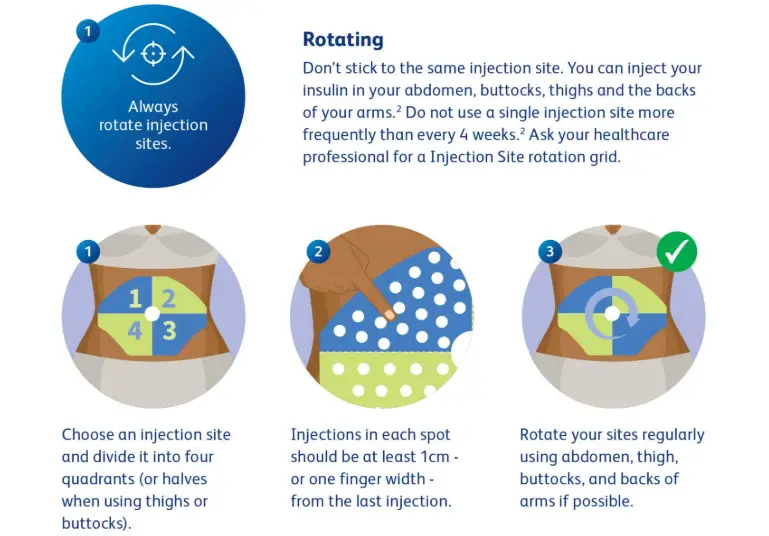 1
Always
rotate injection
sites.
Rotating
Don't stick to the same injection site. You can inject your
insulin in your abdomen, buttocks, thighs and the backs
of your arms.² Do not use a single injection site more
frequently than every 4 weeks.² Ask your healthcare
professional for a Injection Site rotation grid.
1
1 2
4 3
Choose an injection site
and divide it into four
quadrants (or halves
when using thighs or
buttocks).
2
Injections in each spot
should be at least 1cm -
or one finger width -
from the last injection.
3
Rotate your sites regularly
using abdomen, thigh,
buttocks, and backs of
arms if possible.